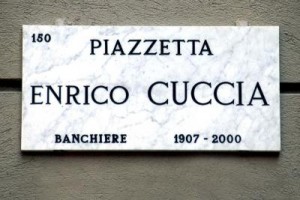 150
PIAZZETTA
ENRICO CUCCIA
BANCHIERE 1907 - 2000